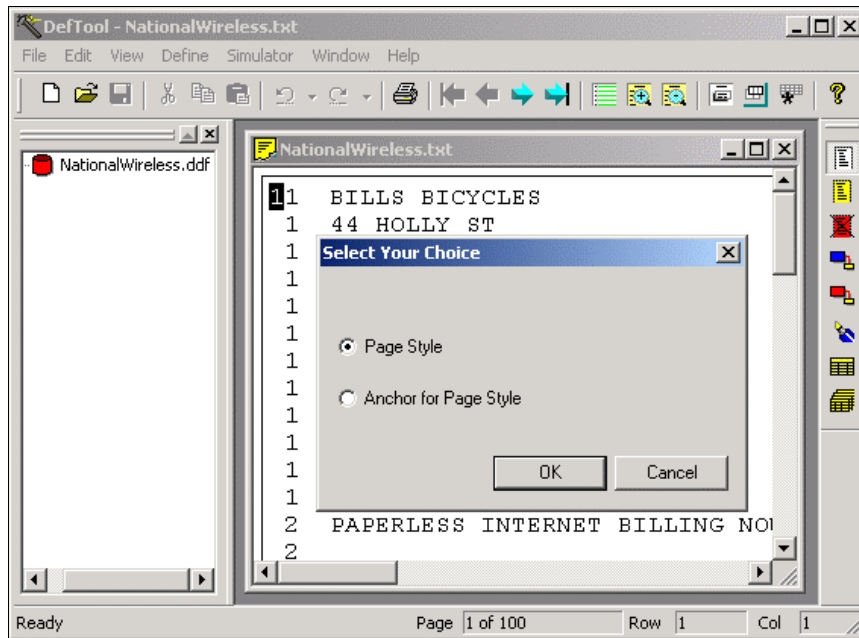 DefTool - NationalWireless.txt
File Edit View Define Simulator Window Help
NationalWireless.ddf
NationalWireless.txt
11 BILLS BICYCLES
1 44 HOLLY ST
1
Select Your Choice
1
1
1
Page Style
1
1
Anchor for Page Style
1
1
1
OK Cancel
1
2 PAPERLESS INTERNET BILLING NOW
2
Ready Page 1 of 100 Row 1 Col 1